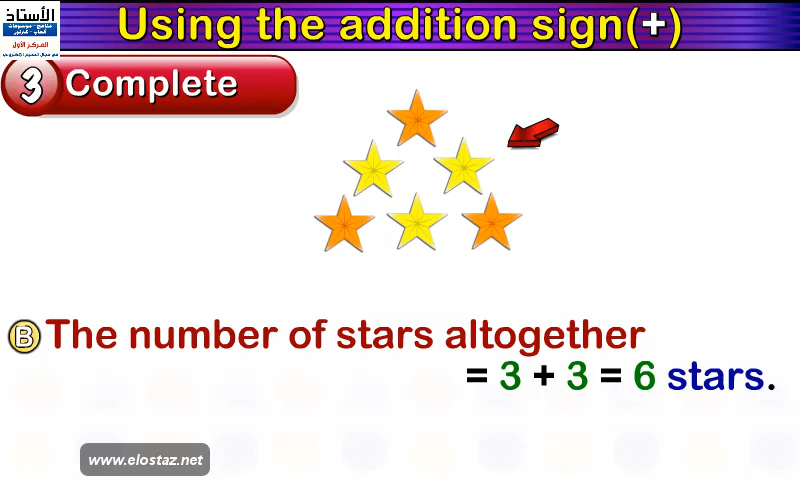 الأستاذ
المركز الأول
Using the addition sign(+)
3 Complete
B The number of stars altogether
= 3 + 3 = 6 stars.
www.elostaz.net